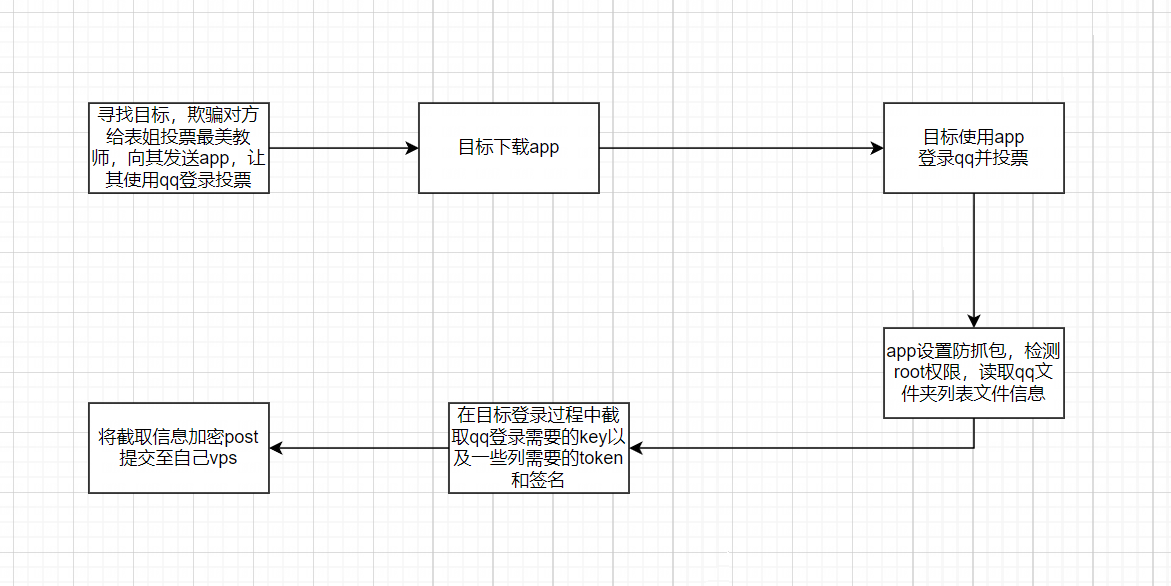 寻找目标，欺骗对方
给表姐投票最美教
师，向其发送app，让
其使用qq登录投票
目标下载app
目标使用app
登录qq并投票
app设置防抓包，检测
root权限，读取qq文
件夹列表文件信息
在目标登录过程中截
取qq登录需要的key以
及一些列需要的token
和签名
将截取信息加密post
提交至自己vps